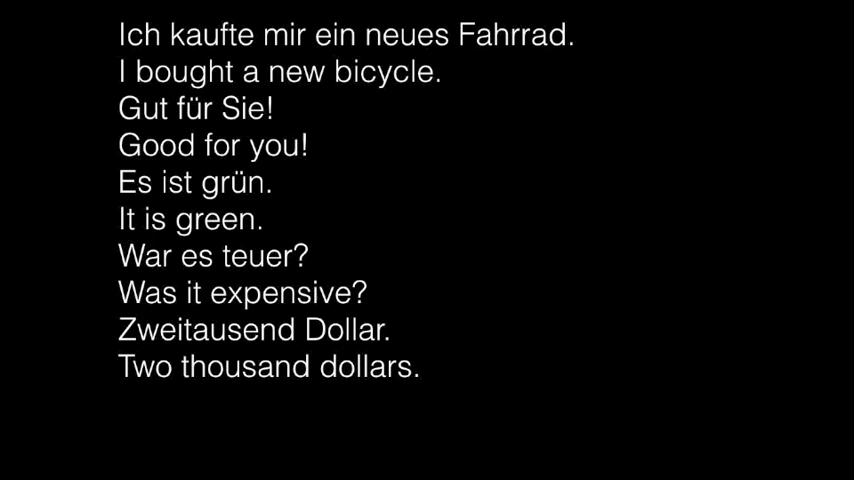 Ich kaufte mir ein neues Fahrrad.
I bought a new bicycle.
Gut für Sie!
Good for you!
Es ist grün.
It is green.
War es teuer?
Was it expensive?
Zweitausend Dollar.
Two thousand dollars.